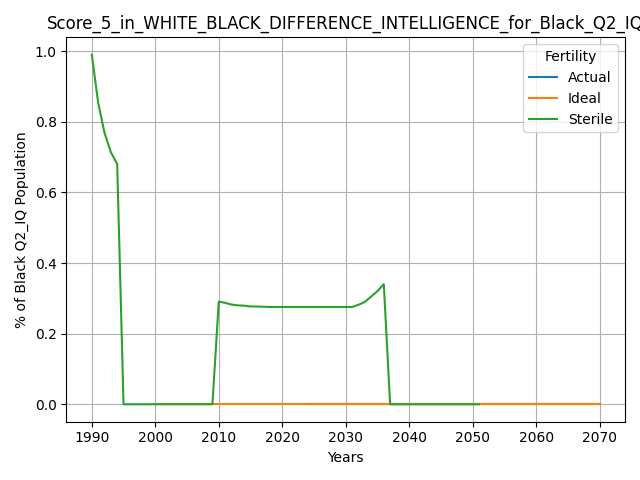 Score_5_in_WHITE_BLACK_DIFFERENCE_INTELLIGENCE_for_Black_Q2_IQ
Fertility
Actual
Ideal
Sterile
% of Black Q2_IQ Population
1.0
0.8
0.6
0.4
0.2
0.0
1990 2000 2010 2020 2030 2040 2050 2060 2070
Years